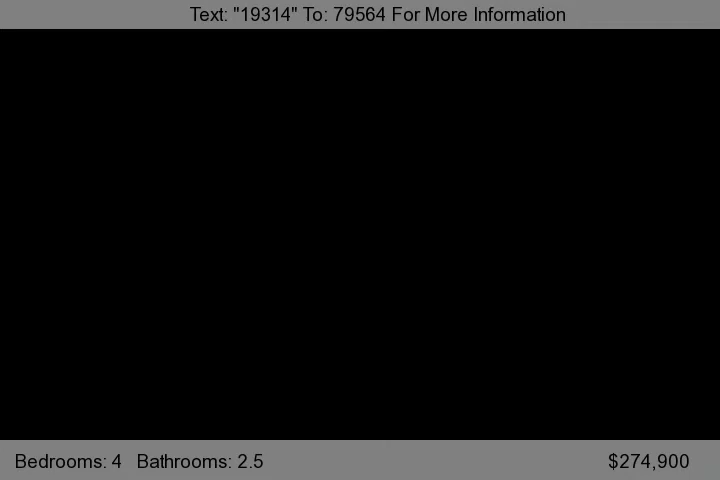 Text: "19314" To: 79564 For More Information
Bedrooms: 4 Bathrooms: 2.5 $274,900